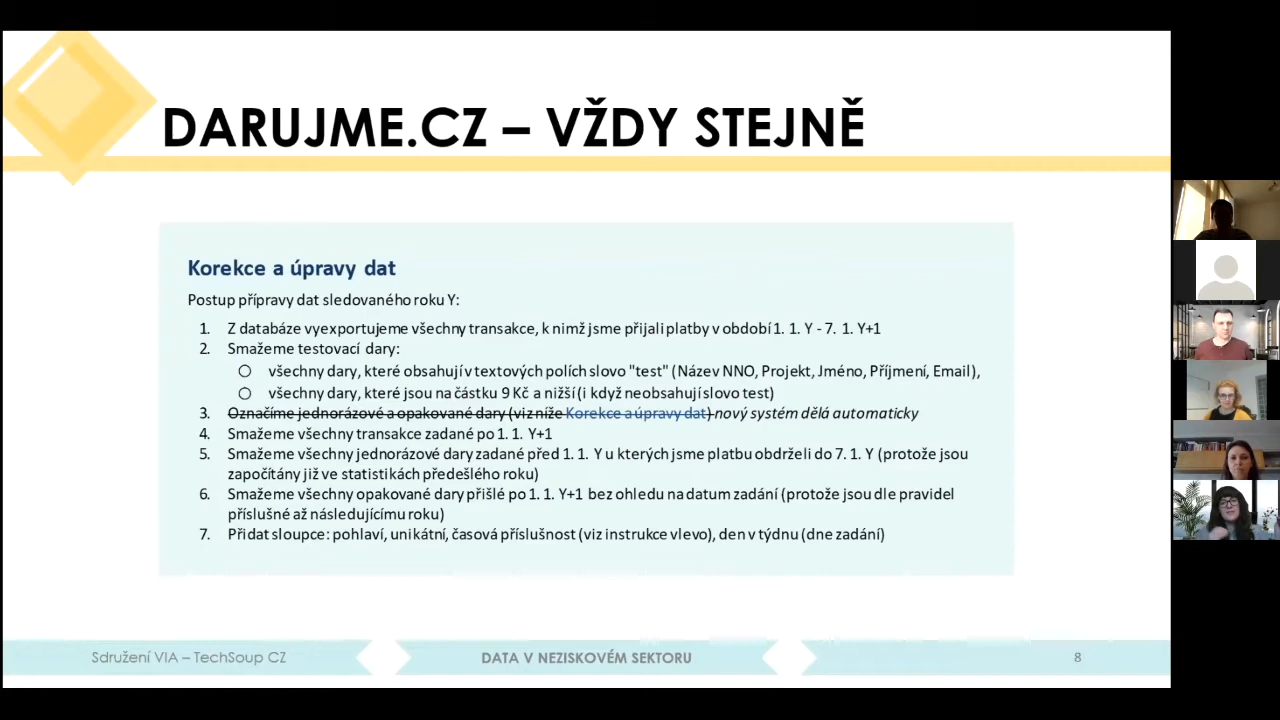 DARUJME.CZ – VŽDY STEJNĚ
Korekce a úpravy dat
Postup přípravy dat sledovaného roku Y:
1. Z databáze vyexportujeme všechny transakce, k nimž jsme přijali platby v období 1. 1. Y - 7. 1. Y+1
2. Smažeme testovací dary:
○ všechny dary, které obsahují v textových polích slovo "test" (Název NNO, Projekt, Jméno, Příjmení, Email),
○ všechny dary, které jsou na částku 9 Kč a nižší (i když neobsahují slovo test)
3. Označíme jednorázové a opakované dary (viz níže Korekce a úpravy dat) nový systém dělá automaticky
4. Smažeme všechny transakce zadané po 1. 1. Y+1
5. Smažeme všechny jednorázové dary zadané před 1. 1. Y u kterých jsme platbu obdrželi do 7. 1. Y (protože jsou
započítány již ve statistikách předešlého roku)
6. Smažeme všechny opakované dary přišlé po 1. 1. Y+1 bez ohledu na datum zadání (protože jsou dle pravidel
příslušné až následujícímu roku)
7. Přidat sloupce: pohlaví, unikátní, časová příslušnost (viz instrukce vlevo), den v týdnu (dne zadání)
Sdružení VIA – TechSoup CZ
DATA V NEZISKOVÉM SEKTORU
8